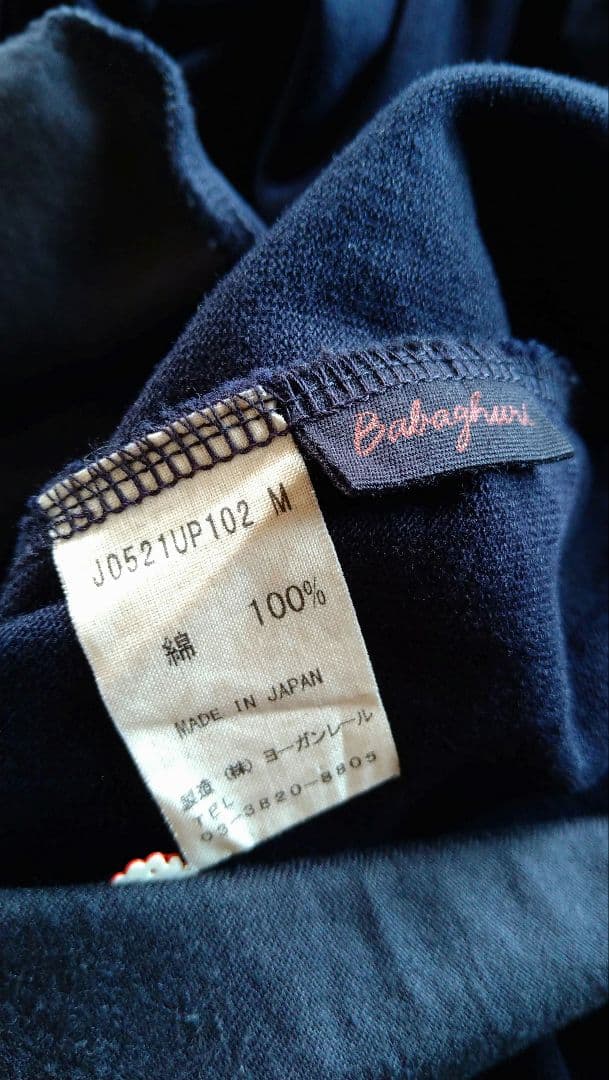 Babaghuri
J0521UP102 M
綿 100%
MADE IN JAPAN
製造 (株) ヨーガンレール
TEL
03-3820-8805